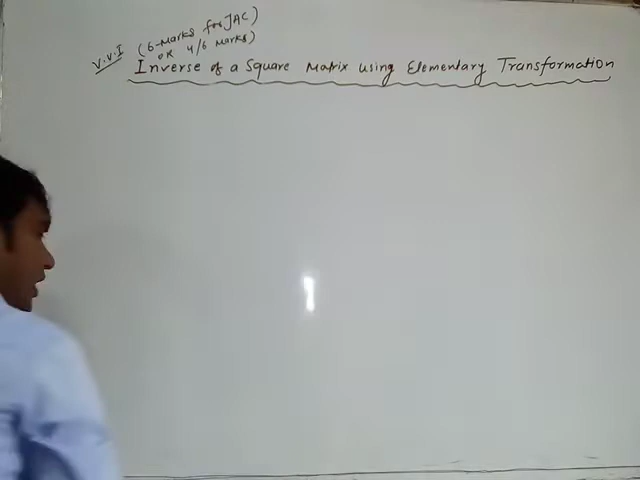 (6-Marks for JAC)
V.V.I OR 4/6 Marks)
Inverse of a Square Matrix using Elementary Transformation